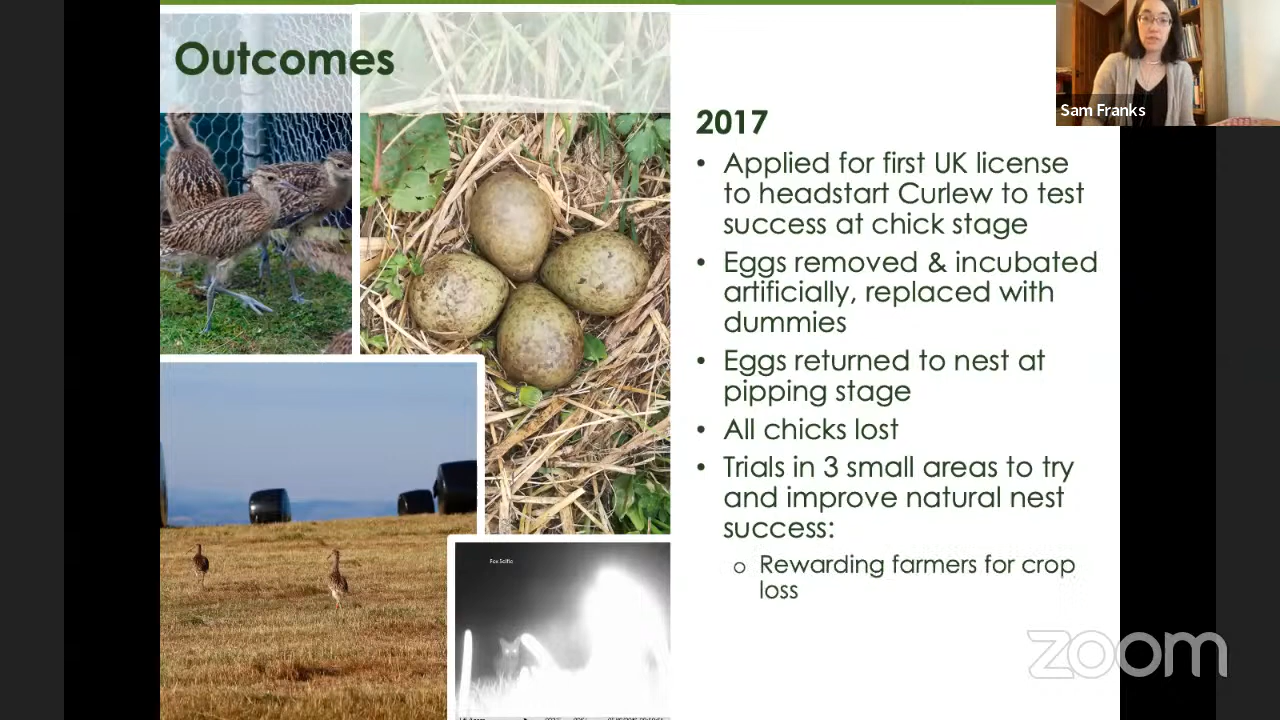 Outcomes
Sam Franks
2017
• Applied for first UK license
to headstart Curlew to test
success at chick stage
• Eggs removed & incubated
artificially, replaced with
dummies
• Eggs returned to nest at
pipping stage
• All chicks lost
• Trials in 3 small areas to try
and improve natural nest
success:
o Rewarding farmers for crop
loss
Fox Selfie
zoom